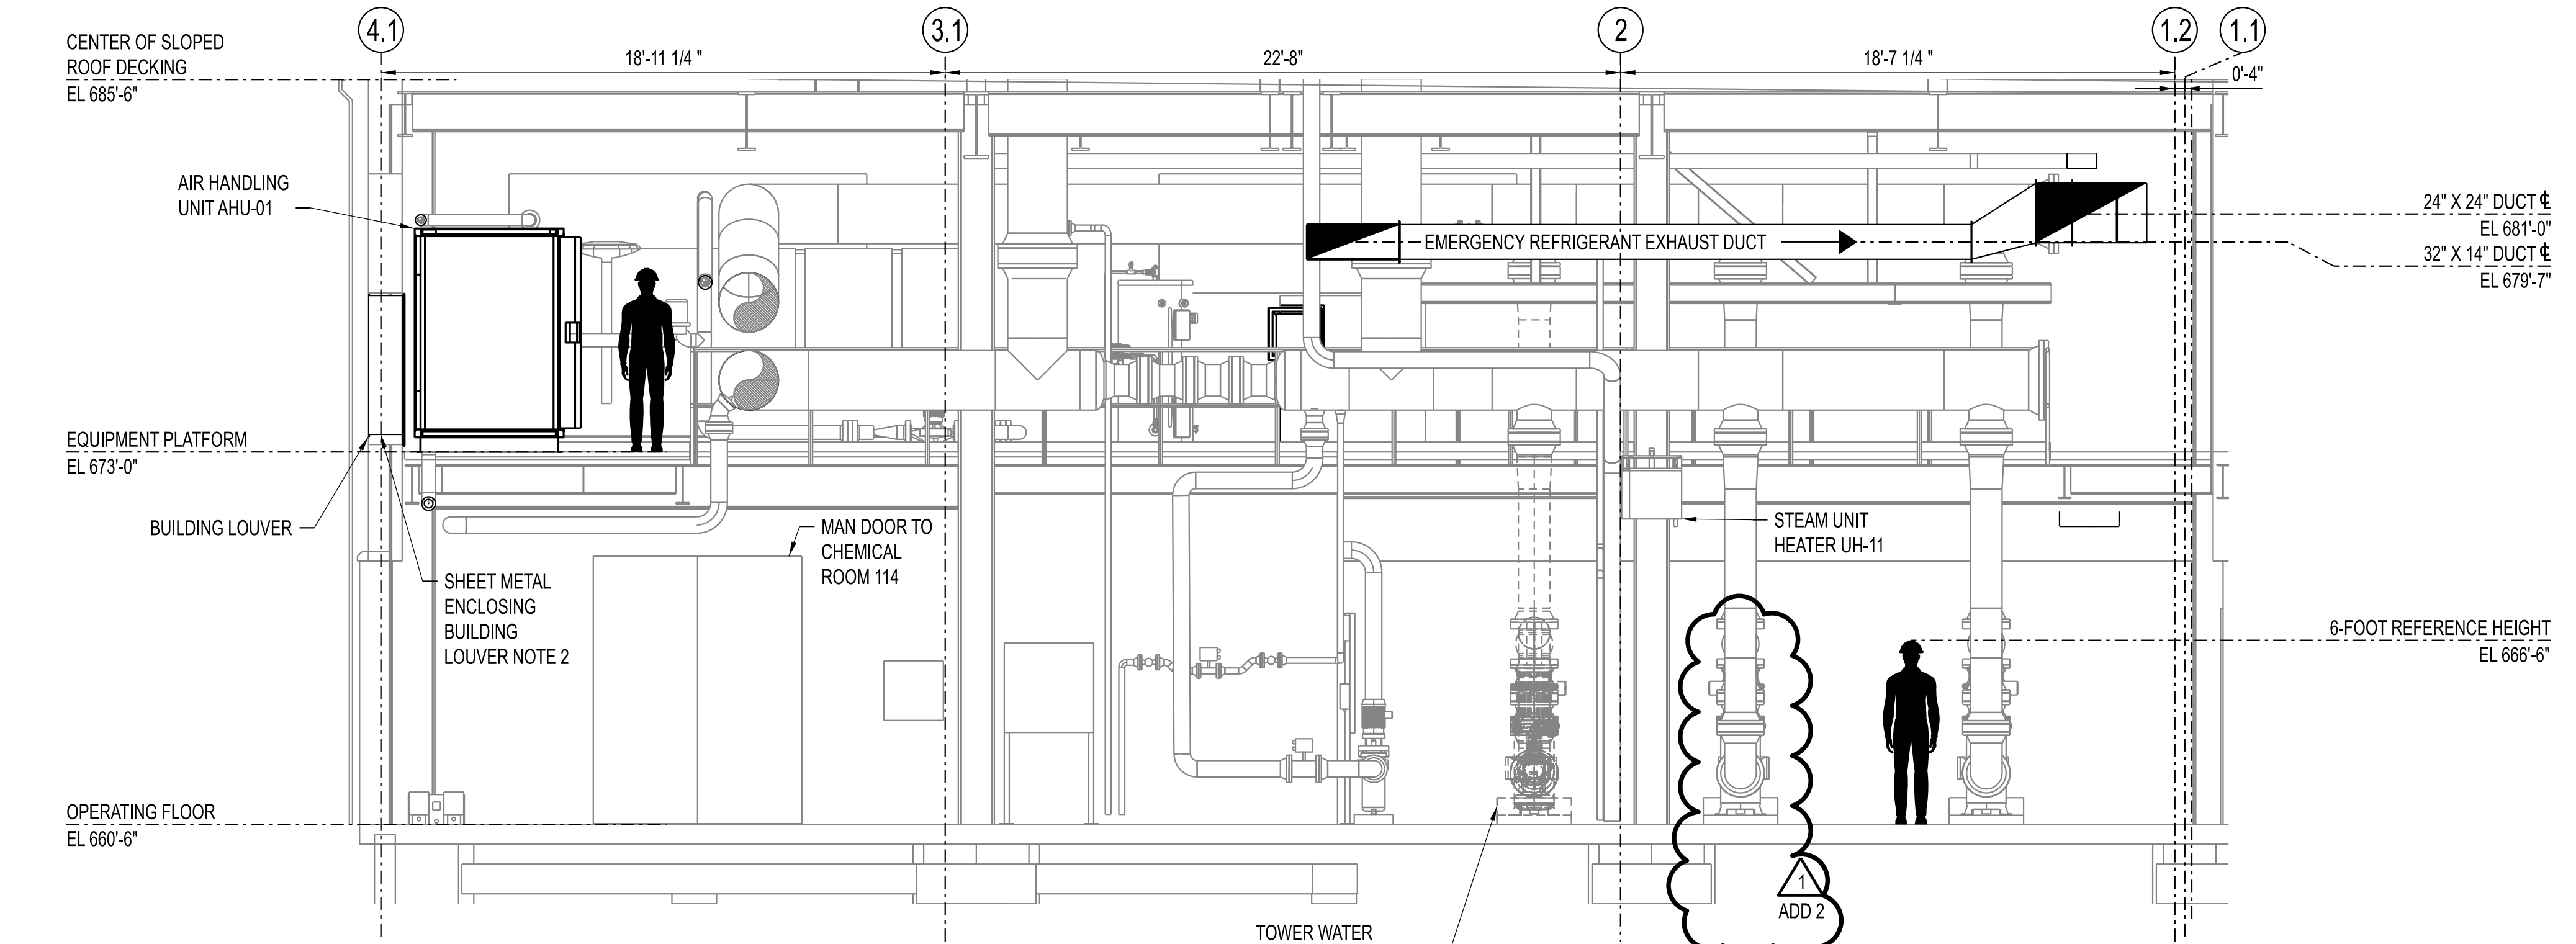 4.1
3.1
2
1.2
1.1
CENTER OF SLOPED
ROOF DECKING
EL 685'-6"
18'-11 1/4 "
22'-8"
18'-7 1/4 "
0'-4"
AIR HANDLING
UNIT AHU-01
24" X 24" DUCT ℄
EL 681'-0"
EMERGENCY REFRIGERANT EXHAUST DUCT
32" X 14" DUCT ℄
EL 679'-7"
EQUIPMENT PLATFORM
EL 673'-0"
BUILDING LOUVER
MAN DOOR TO
CHEMICAL
ROOM 114
STEAM UNIT
HEATER UH-11
SHEET METAL
ENCLOSING
BUILDING
LOUVER NOTE 2
6-FOOT REFERENCE HEIGHT
EL 666'-6"
OPERATING FLOOR
EL 660'-6"
1
ADD 2
TOWER WATER